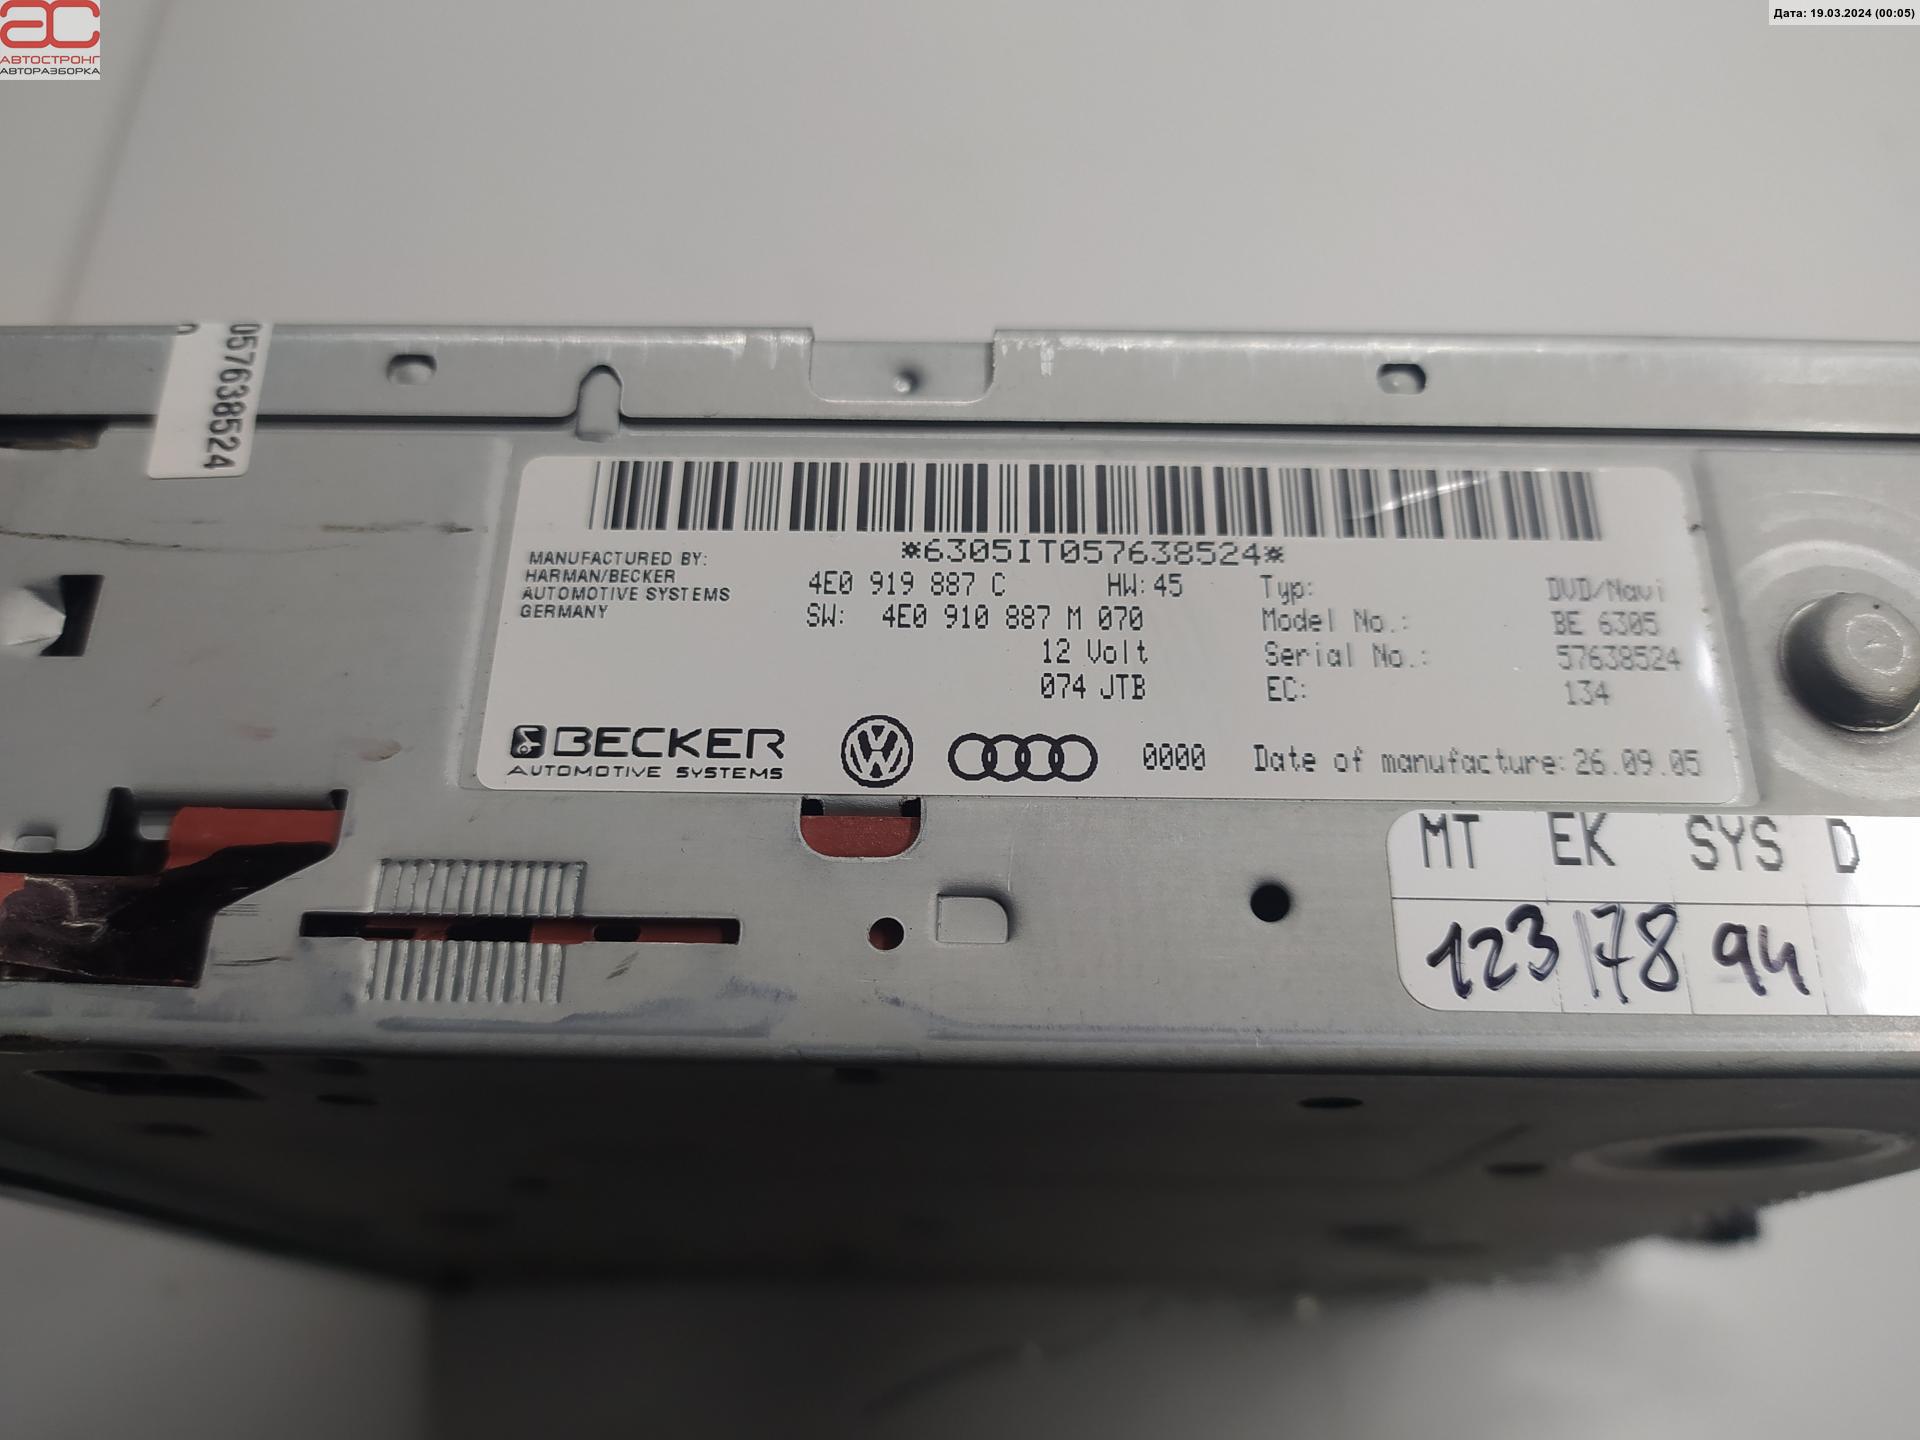 Дата: 19.03.2024 (00:05)
АВТОСТРОНГ
АВТОРАЗБОРКА
057638524
*6305IT057638524*
MANUFACTURED BY:
HARMAN/BECKER
AUTOMOTIVE SYSTEMS
GERMANY
4E0 919 887 C HW:45
SW: 4E0 910 887 M 070
12 Volt
074 JTB
Typ: DVD/Navi
Model No.: BE 6305
Serial No.: 57638524
EC: 134
BECKER
AUTOMOTIVE SYSTEMS
0000 Date of manufacture:26.09.05
MT EK SYS D
123 78 94